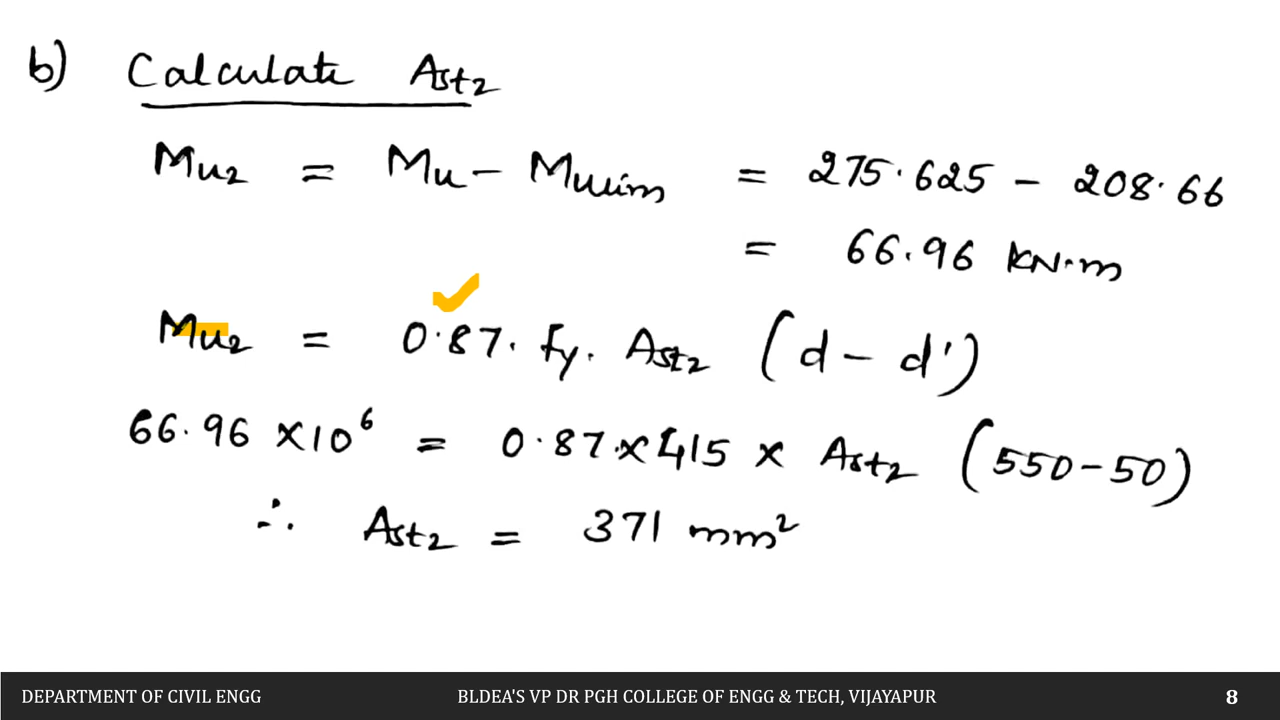 b) Calculate Ast2
Mu2 = Mu - Mulim = 275.625 - 208.66
= 66.96 kN.m
Mu2 = 0.87. fy. Ast2 (d - d')
66.96 x10⁶ = 0.87 x 415 x Ast2 (550 - 50)
∴ Ast2 = 371 mm²
DEPARTMENT OF CIVIL ENGG BLDEA'S VP DR PGH COLLEGE OF ENGG & TECH, VIJAYAPUR 8